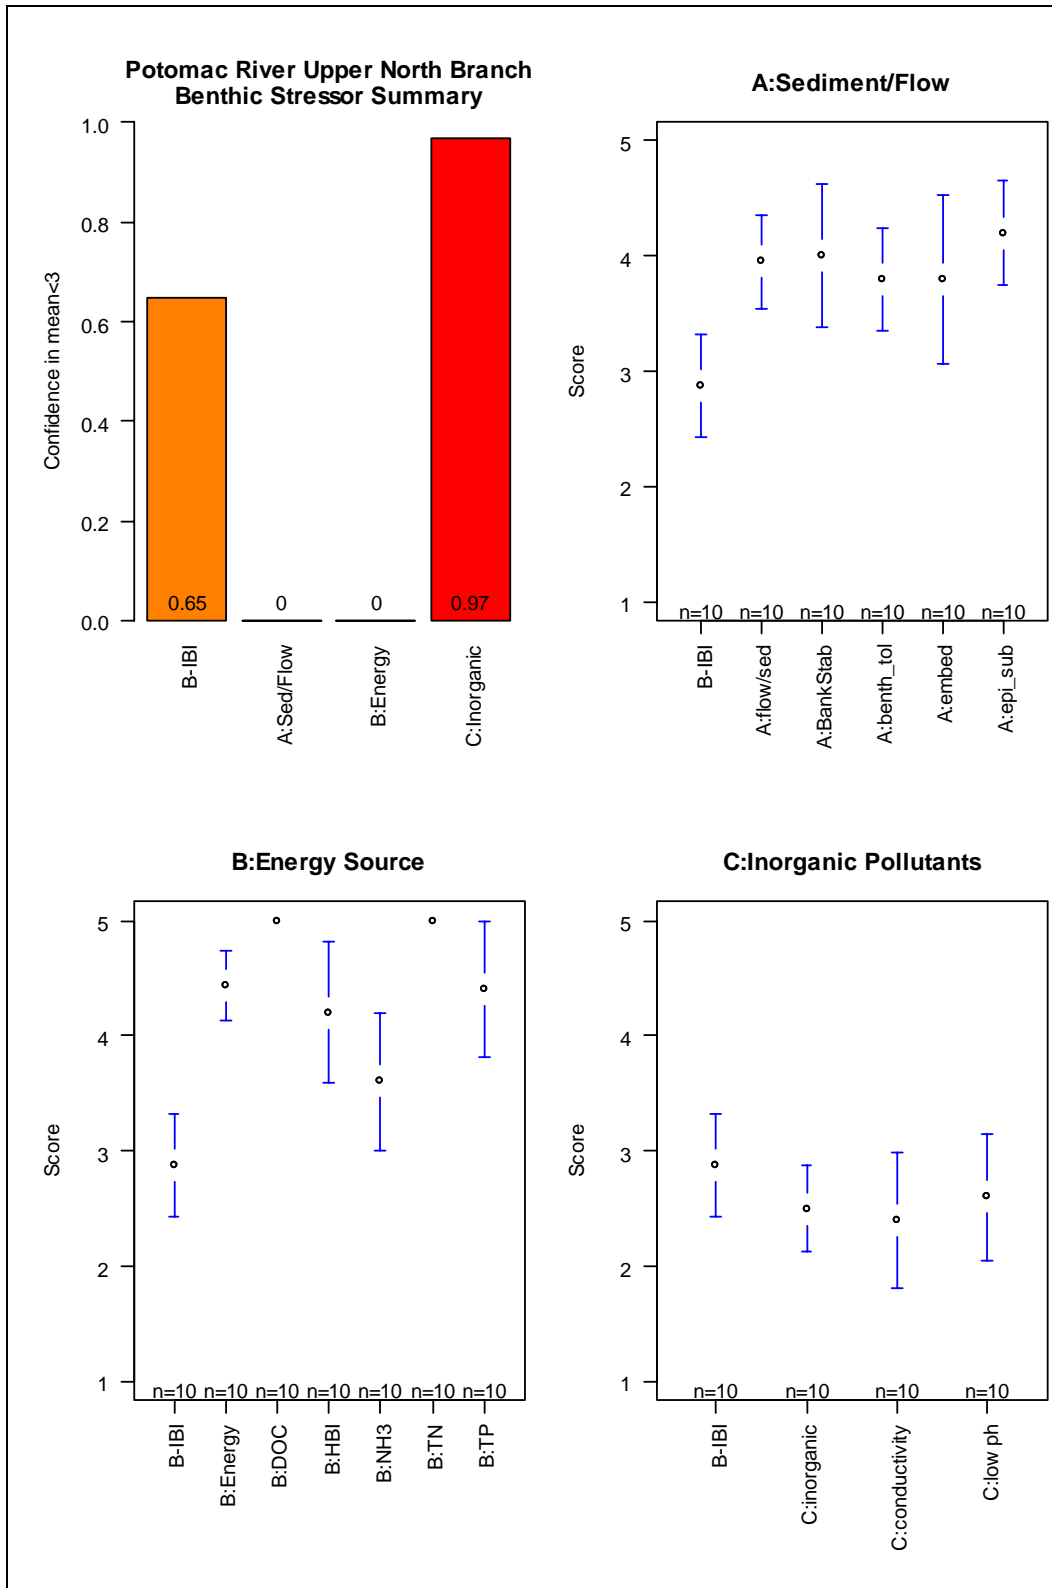 Potomac River Upper North Branch
Benthic Stressor Summary
Confidence in mean<3
1.0
0.8
0.6
0.4
0.2
0.0
0.65
0
0
0.97
B-IBI
A:Sed/Flow
B:Energy
C:Inorganic
A:Sediment/Flow
Score
5
4
3
2
1
n=10 n=10 n=10 n=10 n=10 n=10
B-IBI
A:flow/sed
A:BankStab
A:benth_tol
A:embed
A:epi_sub
B:Energy Source
Score
5
4
3
2
1
n=10 n=10 n=10 n=10 n=10 n=10 n=10
B-IBI
B:Energy
B:DOC
B:HBI
B:NH3
B:TN
B:TP
C:Inorganic Pollutants
Score
5
4
3
2
1
n=10 n=10 n=10 n=10
B-IBI
C:inorganic
C:conductivity
C:low ph